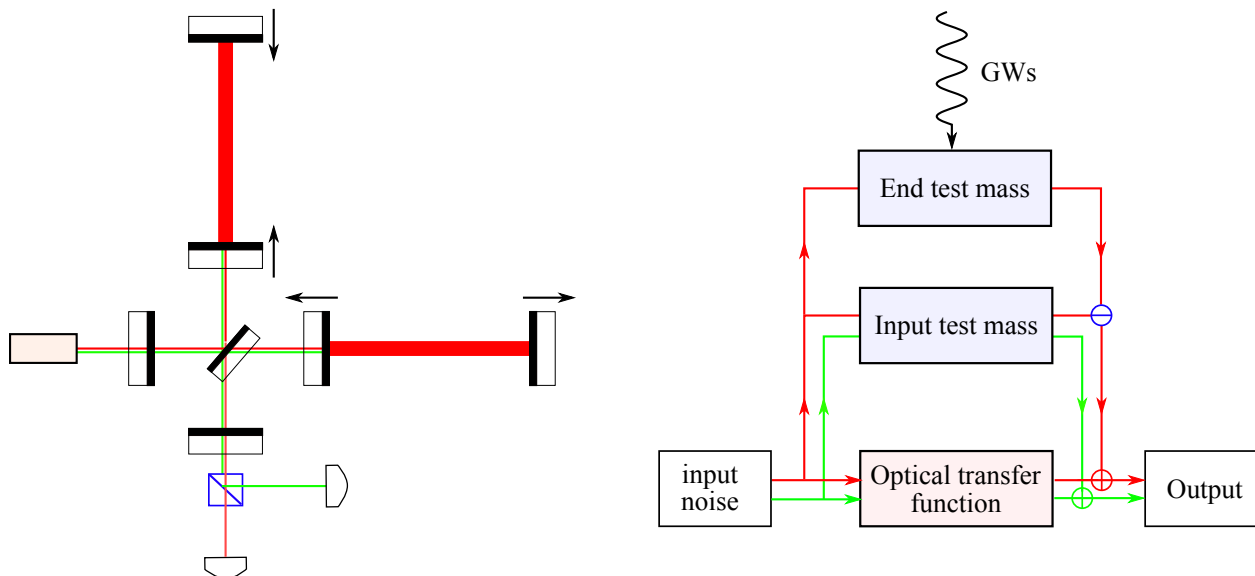 GWs
End test mass
Input test mass
input
noise
Optical transfer
function
Output